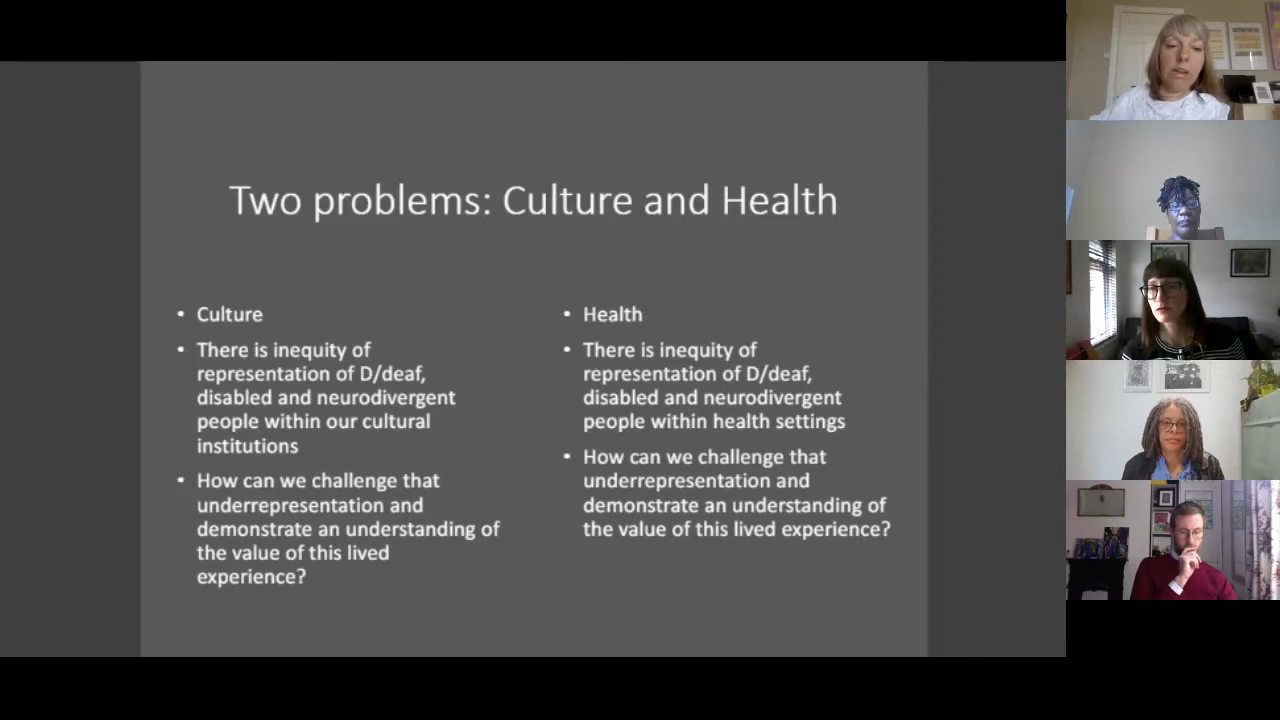 Two problems: Culture and Health
• Culture
• There is inequity of
representation of D/deaf,
disabled and neurodivergent
people within our cultural
institutions
• How can we challenge that
underrepresentation and
demonstrate an understanding of
the value of this lived
experience?
• Health
• There is inequity of
representation of D/deaf,
disabled and neurodivergent
people within health settings
• How can we challenge that
underrepresentation and
demonstrate an understanding of
the value of this lived experience?